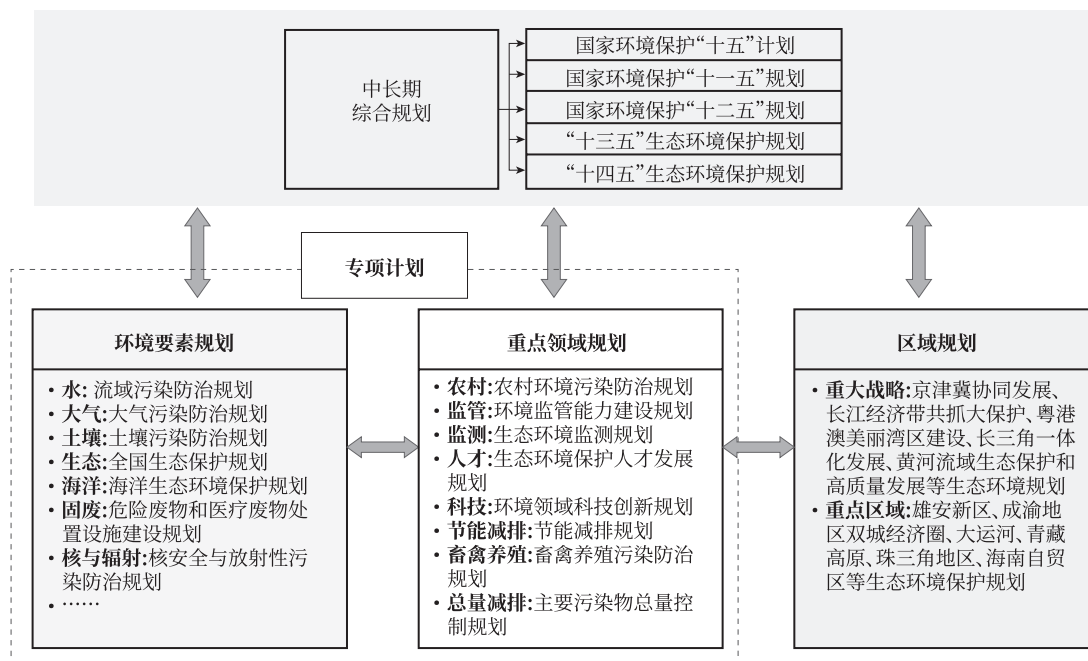 中长期
综合规划
国家环境保护“十五”计划
国家环境保护“十一五”规划
国家环境保护“十二五”规划
“十三五”生态环境保护规划
“十四五”生态环境保护规划
专项计划
环境要素规划
•水: 流域污染防治规划
•大气:大气污染防治规划
•土壤:土壤污染防治规划
•生态:全国生态保护规划
•海洋:海洋生态环境保护规划
•固废:危险废物和医疗废物处
置设施建设规划
•核与辐射:核安全与放射性污
染防治规划
•……
重点领域规划
•农村:农村环境污染防治规划
•监管:环境监管能力建设规划
•监测:生态环境监测规划
•人才:生态环境保护人才发展
规划
•科技:环境领域科技创新规划
•节能减排:节能减排规划
•畜禽养殖:畜禽养殖污染防治
规划
•总量减排:主要污染物总量控
制规划
区域规划
•重大战略:京津冀协同发展、
长江经济带共抓大保护、粤港
澳美丽湾区建设、长三角一体
化发展、黄河流域生态保护和
高质量发展等生态环境规划
•重点区域:雄安新区、成渝地
区双城经济圈、大运河、青藏
高原、珠三角地区、海南自贸
区等生态环境保护规划